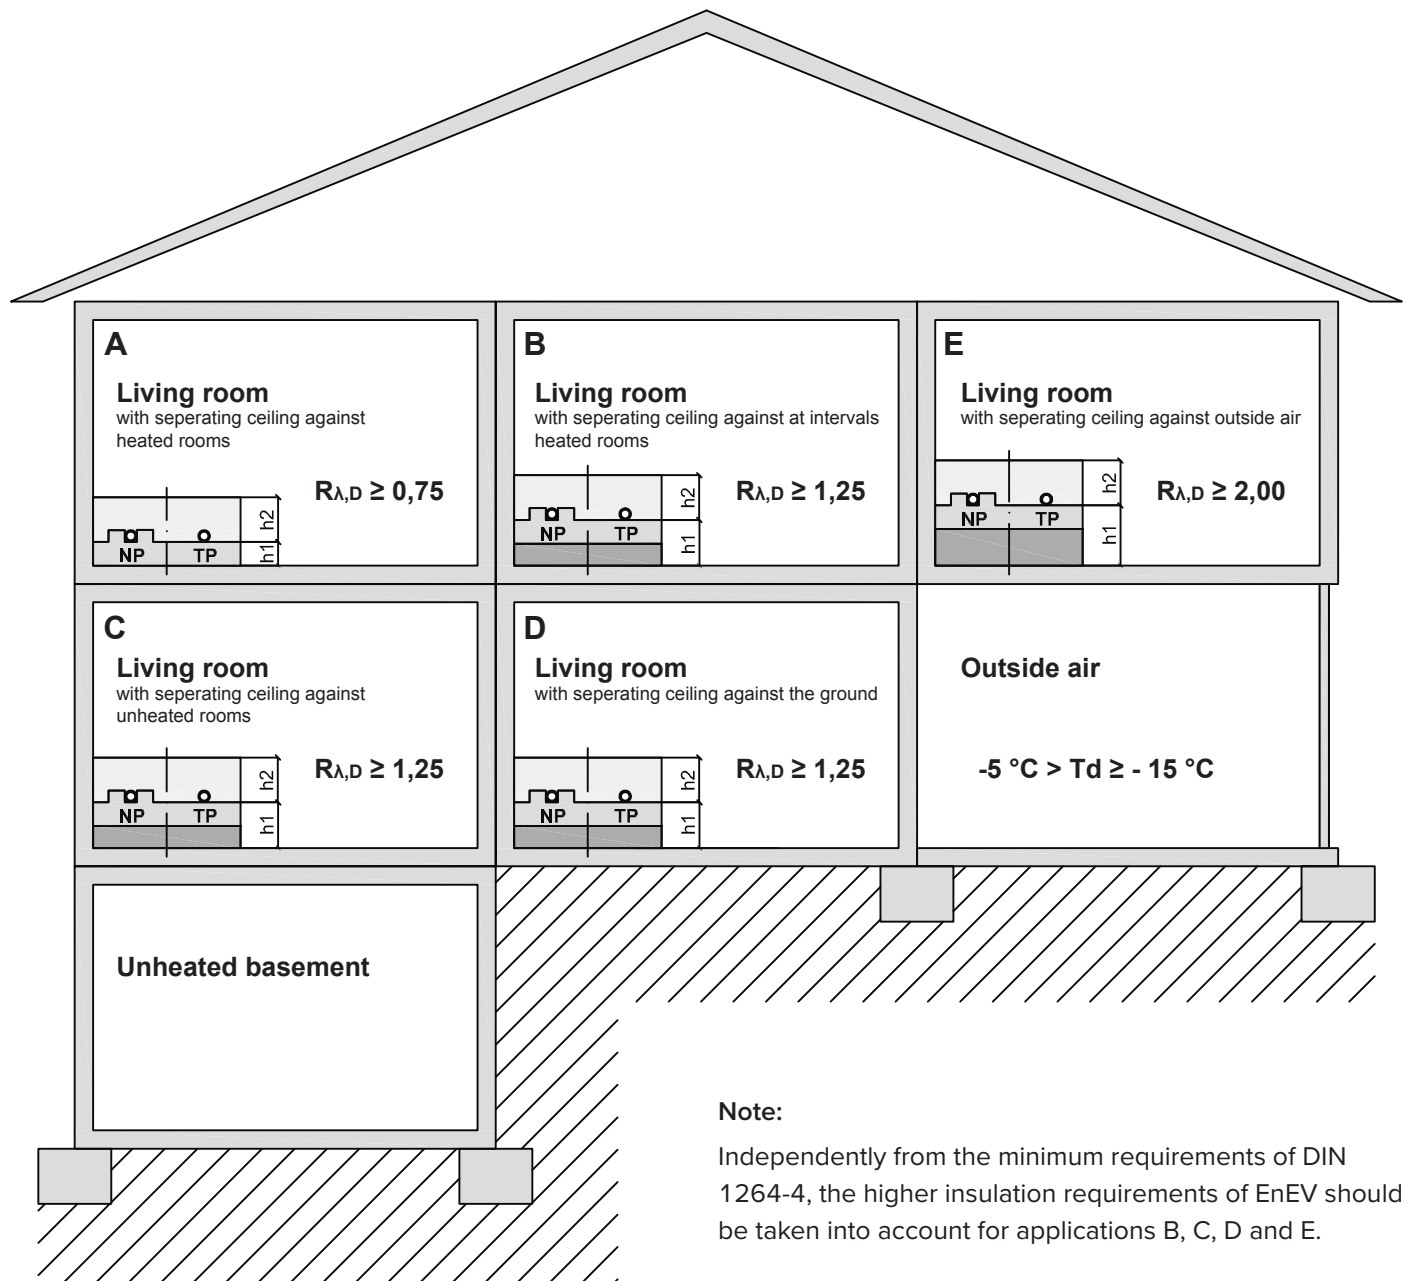 A
Living room
with seperating ceiling against
heated rooms
Rλ,D ≥ 0,75
h2
NP
TP
h1
B
Living room
with seperating ceiling against at intervals
heated rooms
Rλ,D ≥ 1,25
h2
NP
TP
h1
E
Living room
with seperating ceiling against outside air
Rλ,D ≥ 2,00
h2
NP
TP
h1
C
Living room
with seperating ceiling against
unheated rooms
Rλ,D ≥ 1,25
h2
NP
TP
h1
D
Living room
with seperating ceiling against the ground
Rλ,D ≥ 1,25
h2
NP
TP
h1
Outside air
-5 °C > Td ≥ - 15 °C
Unheated basement
Note:
Independently from the minimum requirements of DIN
1264-4, the higher insulation requirements of EnEV should
be taken into account for applications B, C, D and E.